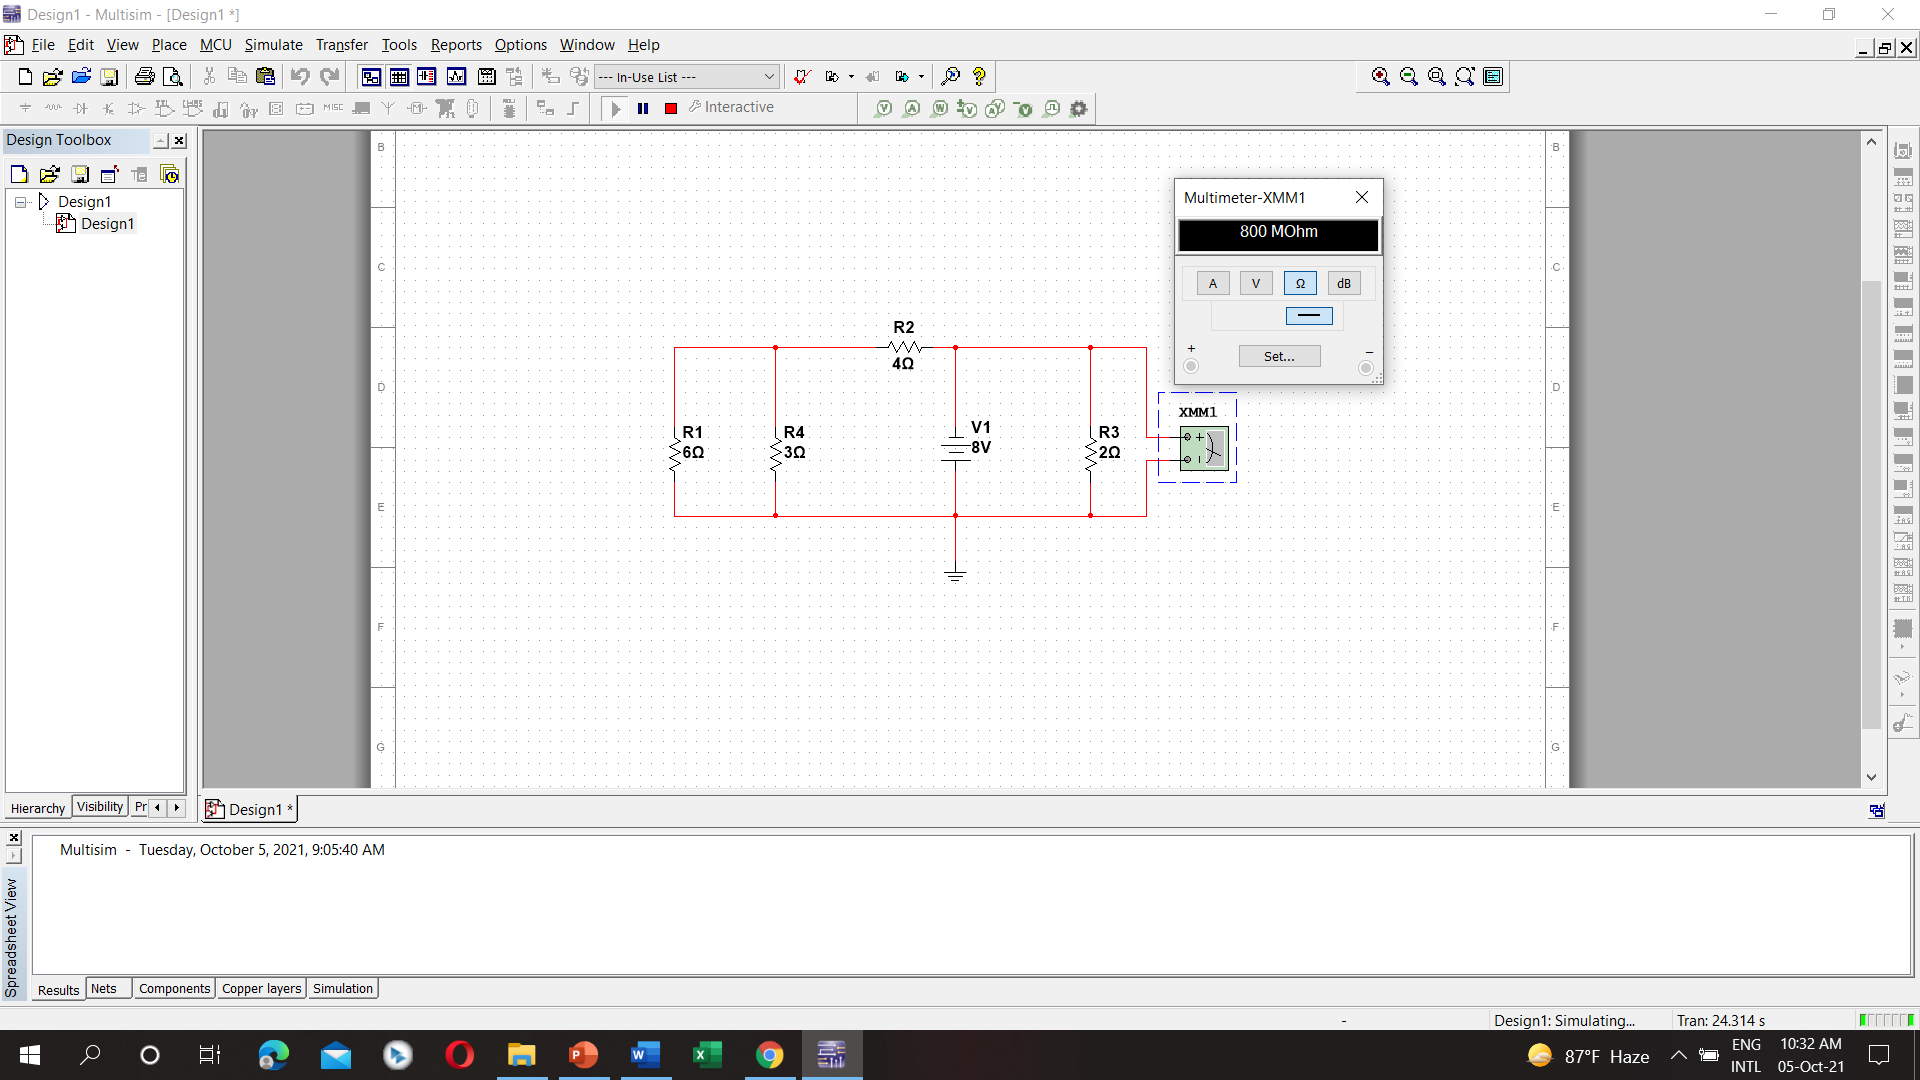 Design1 - Multisim - [Design1 *]
File Edit View Place MCU Simulate Transfer Tools Reports Options Window Help
--- In-Use List ---
MISC
Interactive
Design Toolbox
Design1
Design1
B
B
C
C
D
D
E
E
F
F
G
G
Multimeter-XMM1
800 MOhm
A V Ω dB
+
Set...
–
R2
4Ω
R1
6Ω
R4
3Ω
V1
8V
R3
2Ω
XMM1
Hierarchy Visibility Pr
Design1 *
Multisim - Tuesday, October 5, 2021, 9:05:40 AM
Spreadsheet View
Results Nets Components Copper layers Simulation
-
Design1: Simulating... Tran: 24.314 s
87°F Haze
ENG
INTL
10:32 AM
05-Oct-21